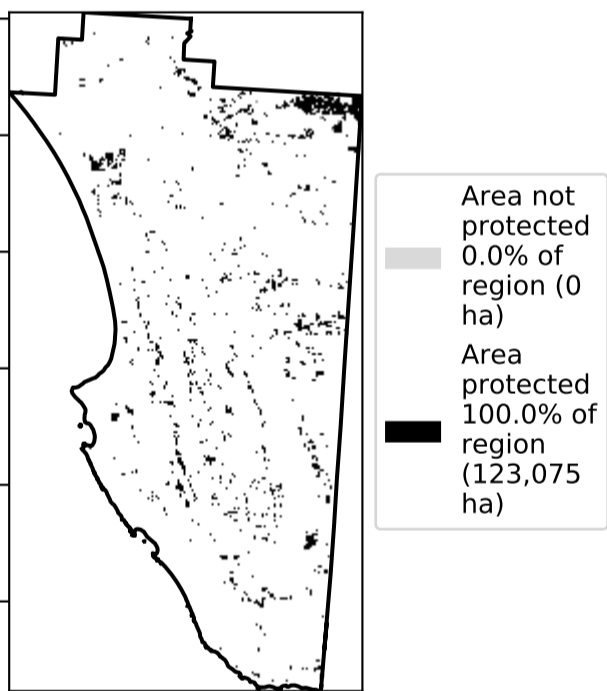 Area not
protected
0.0% of
region (0
ha)
Area
protected
100.0% of
region
(123,075
ha)